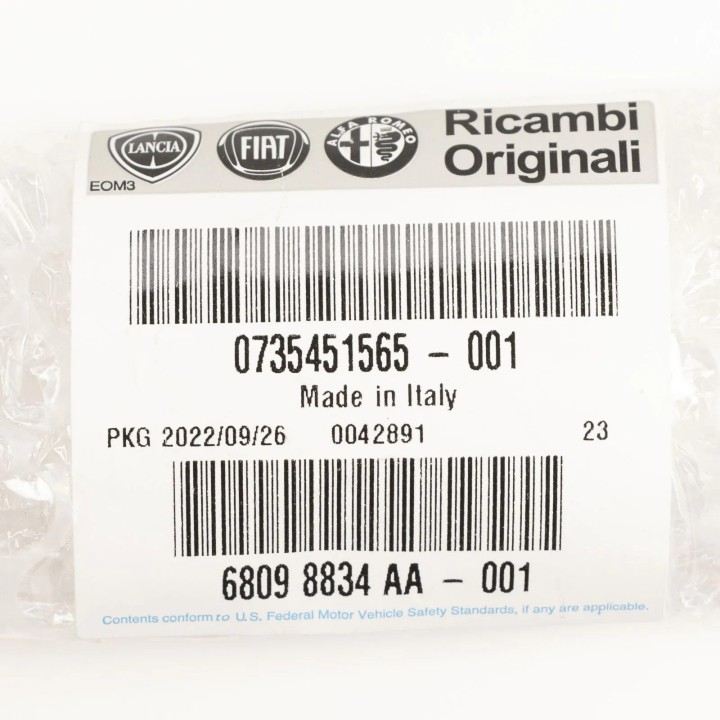 LANCIA FIAT ALFA ROMEO Ricambi
Originali
EOM3
0735451565 - 001
Made in Italy
PKG 2022/09/26 0042891 23
6809 8834 AA - 001
Contents conform to U.S. Federal Motor Vehicle Safety Standards, if any are applicable.